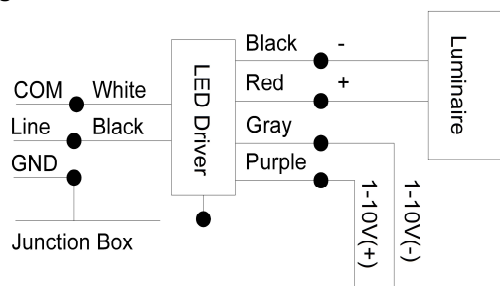 Black -
Red +
Gray
Purple
COM White
Line Black
GND
Junction Box
LED Driver
Luminaire
1-10V(+)
1-10V(-)